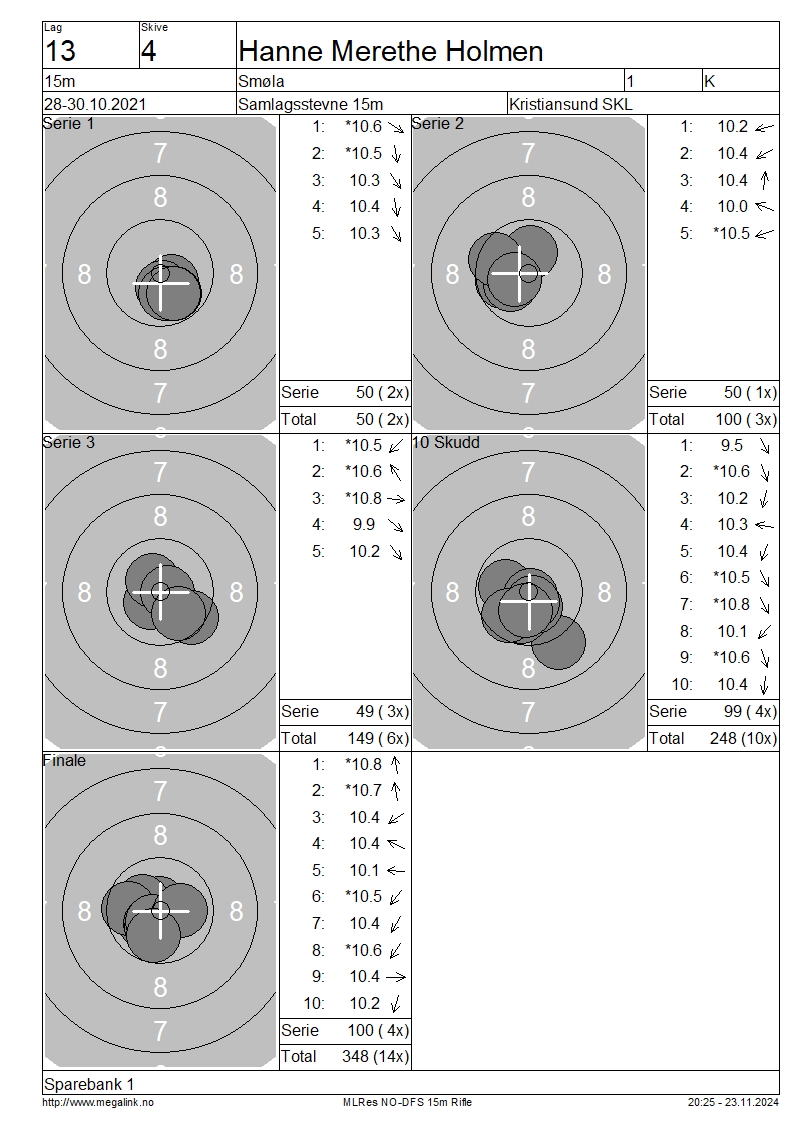 Lag Skive
13 4 Hanne Merethe Holmen
15m Smøla 1 K
28-30.10.2021 Samlagsstevne 15m Kristiansund SKL
Serie 1
7
8
8 8
8
7
1: *10.6
2: *10.5
3: 10.3
4: 10.4
5: 10.3
Serie 50 ( 2x)
Total 50 ( 2x)
Serie 2
7
8
8 8
8
7
1: 10.2
2: 10.4
3: 10.4
4: 10.0
5: *10.5
Serie 50 ( 1x)
Total 100 ( 3x)
Serie 3
7
8
8 8
8
7
1: *10.5
2: *10.6
3: *10.8
4: 9.9
5: 10.2
Serie 49 ( 3x)
Total 149 ( 6x)
10 Skudd
7
8
8 8
8
7
1: 9.5
2: *10.6
3: 10.2
4: 10.3
5: 10.4
6: *10.5
7: *10.8
8: 10.1
9: *10.6
10: 10.4
Serie 99 ( 4x)
Total 248 (10x)
Finale
7
8
8 8
8
7
1: *10.8
2: *10.7
3: 10.4
4: 10.4
5: 10.1
6: *10.5
7: 10.4
8: *10.6
9: 10.4
10: 10.2
Serie 100 ( 4x)
Total 348 (14x)
Sparebank 1
http://www.megalink.no MLRes NO-DFS 15m Rifle 20:25 - 23.11.2024